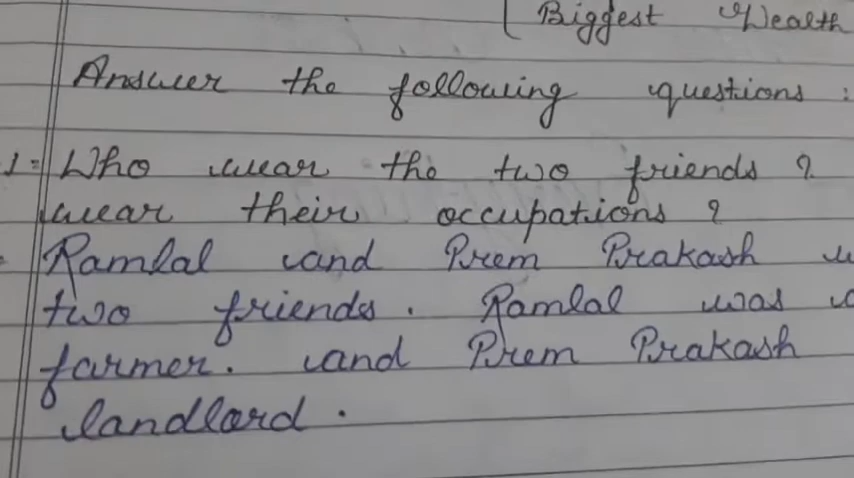 (Biggest Wealth
Answer the following questions:
1= Who wear the two friends?
wear their occupations?
Ramlal and Prem Prakash
two friends. Ramlal was
farmer. and Prem Prakash
landlord.